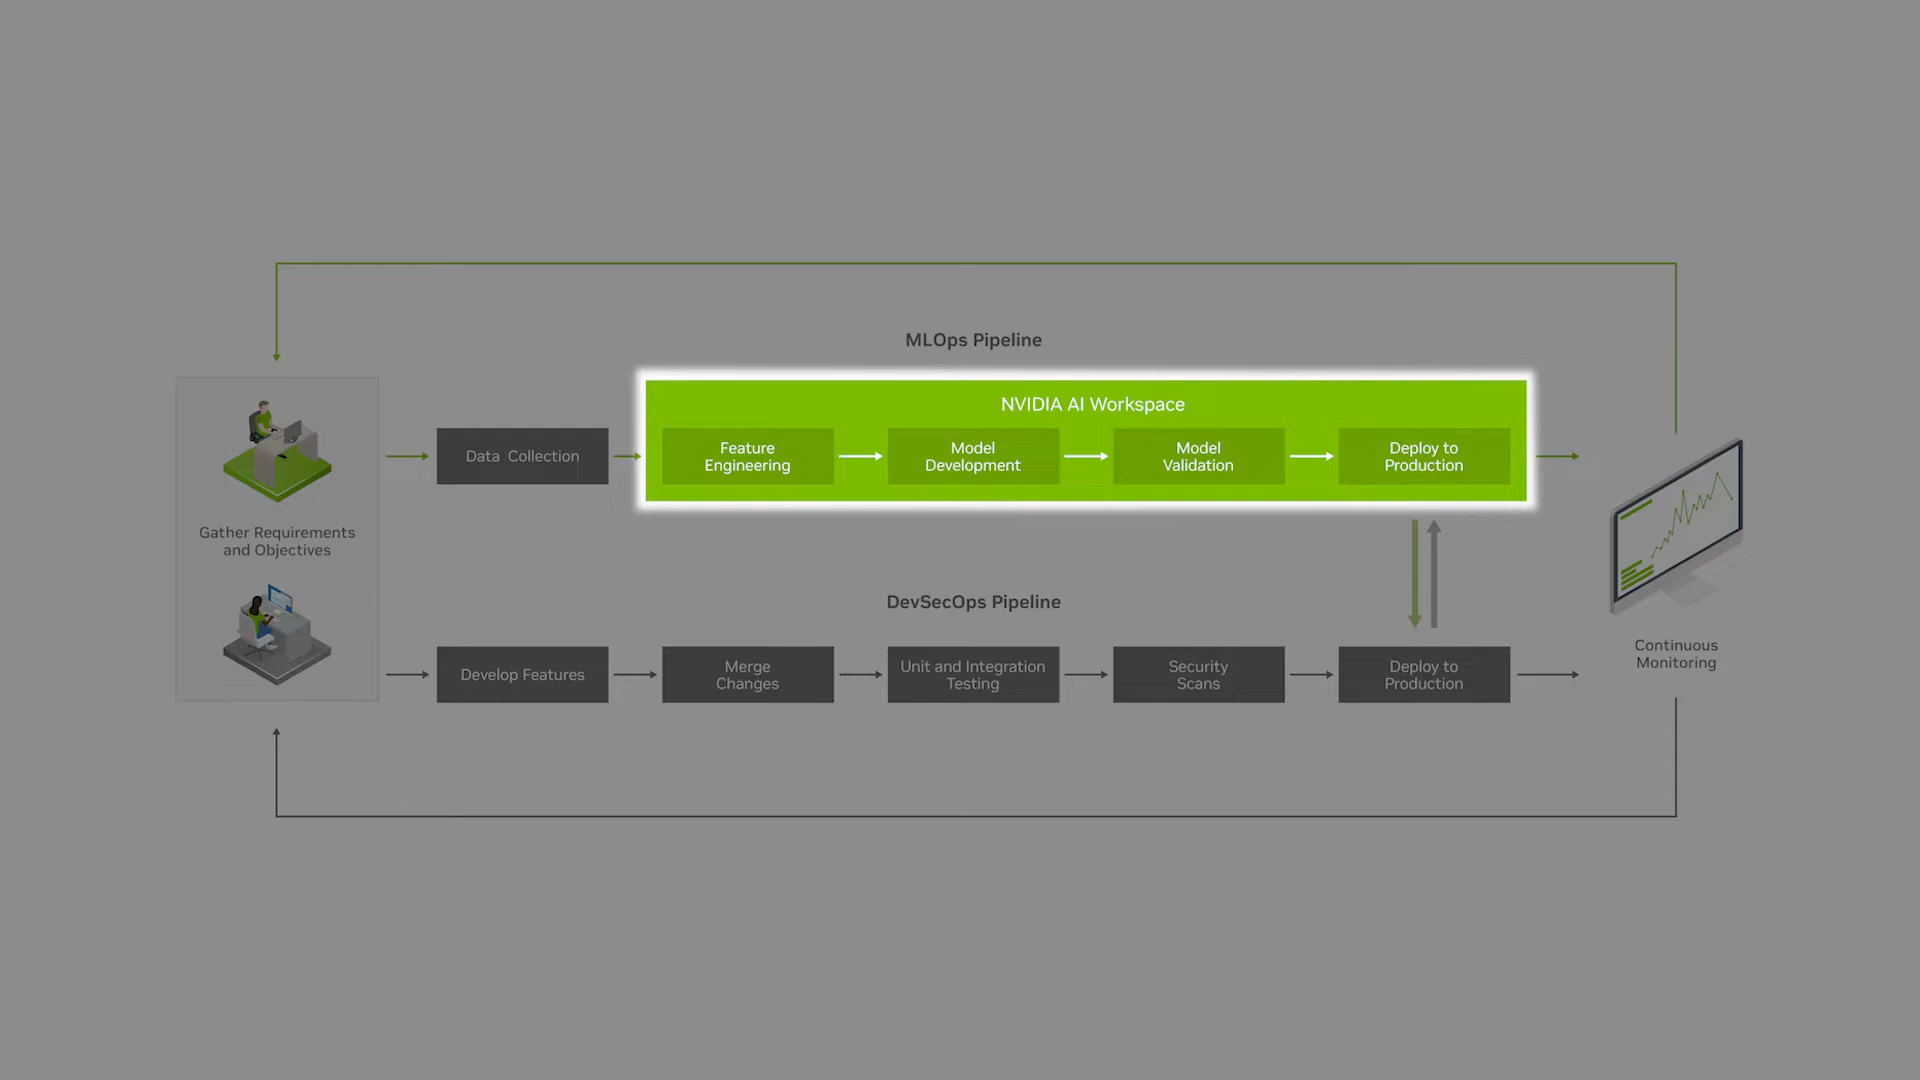 MLOps Pipeline
NVIDIA AI Workspace
Data Collection
Feature
Engineering
Model
Development
Model
Validation
Deploy to
Production
Gather Requirements
and Objectives
DevSecOps Pipeline
Develop Features
Merge
Changes
Unit and Integration
Testing
Security
Scans
Deploy to
Production
Continuous
Monitoring